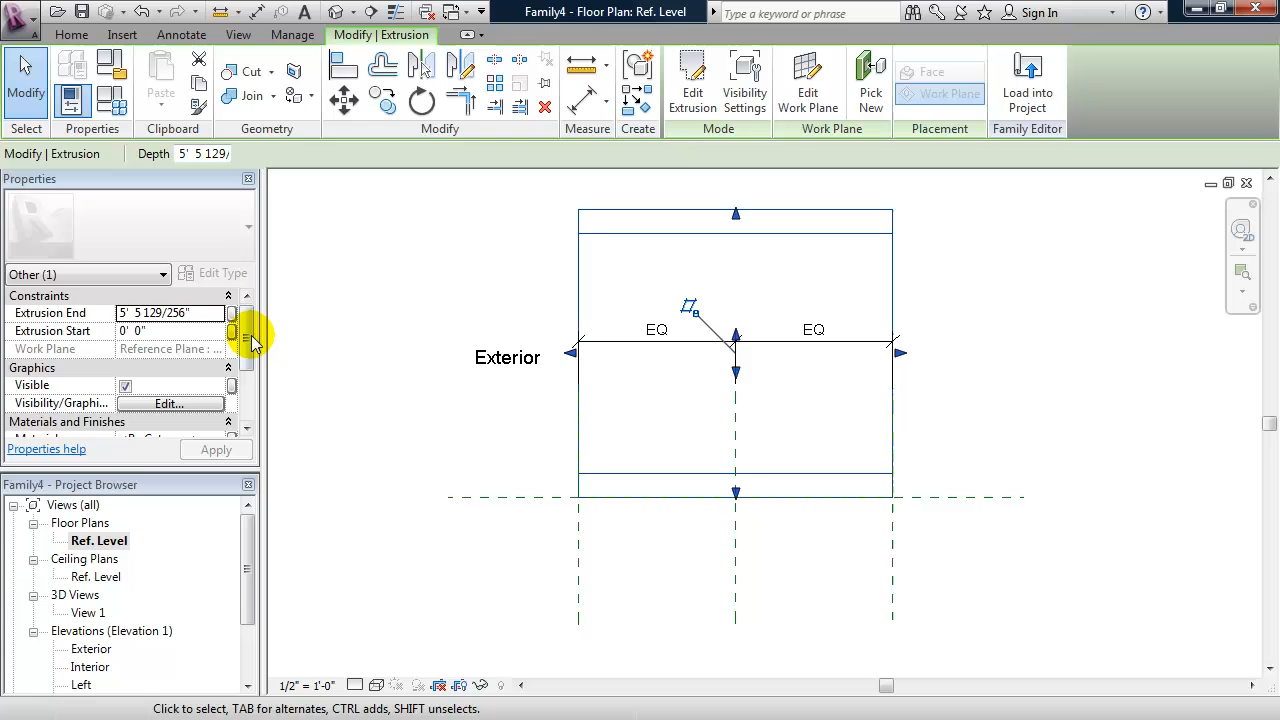 Family4 - Floor Plan: Ref. Level
Type a keyword or phrase
Sign In
Home Insert Annotate View Manage Modify | Extrusion
Modify
Paste
Cut
Join
Edit Extrusion
Visibility Settings
Edit Work Plane
Pick New
Face
Work Plane
Load into Project
Select Properties Clipboard Geometry Modify Measure Create Mode Work Plane Placement Family Editor
Modify | Extrusion Depth 5' 5 129/
Properties
Other (1) Edit Type
Constraints
Extrusion End 5' 5 129/256"
Extrusion Start 0' 0"
Work Plane Reference Plane : ...
Graphics
Visible
Visibility/Graphi... Edit...
Materials and Finishes
Properties help Apply
Family4 - Project Browser
Views (all)
Floor Plans
Ref. Level
Ceiling Plans
Ref. Level
3D Views
View 1
Elevations (Elevation 1)
Exterior
Interior
Left
EQ EQ
Exterior
2D
1/2" = 1'-0"
Click to select, TAB for alternates, CTRL adds, SHIFT unselects.